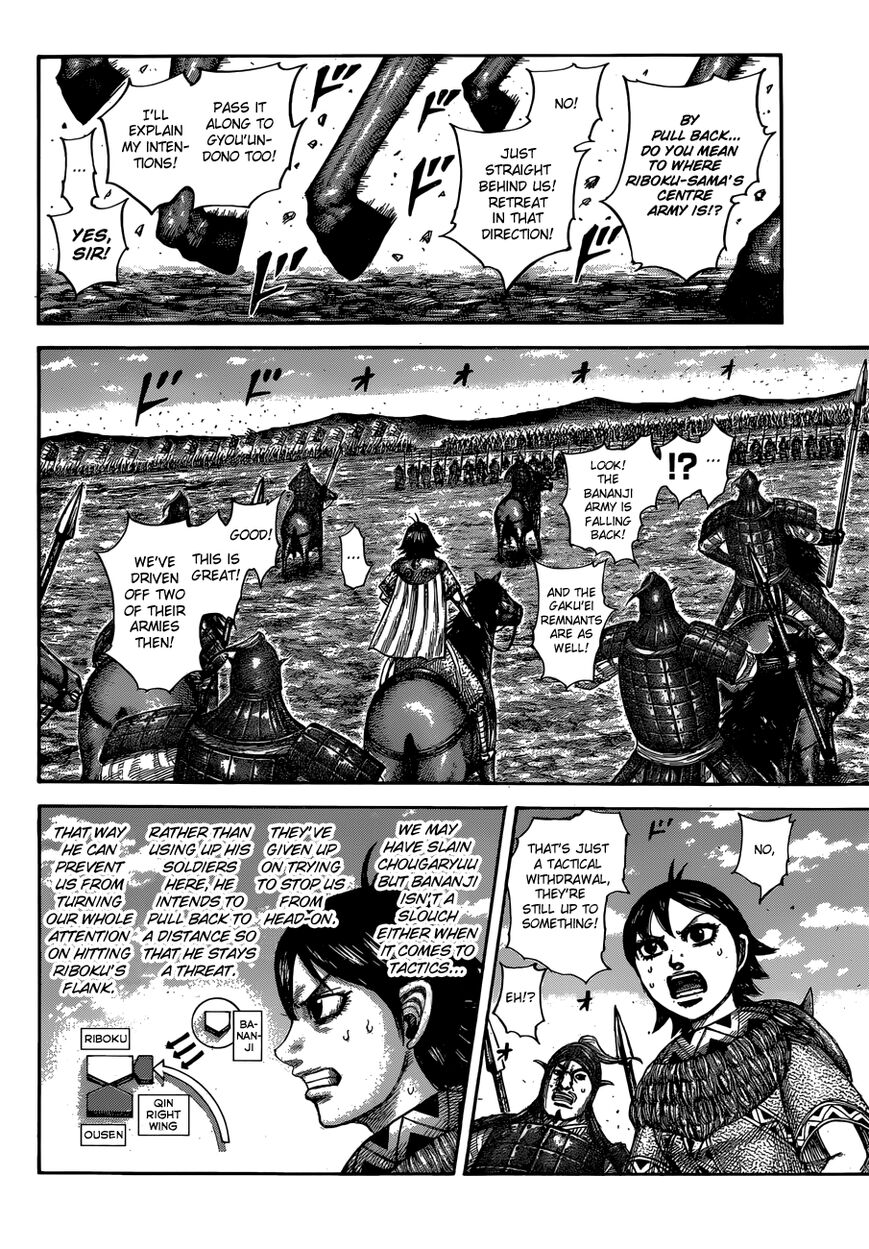 BY
PULL BACK...
DO YOU MEAN
TO WHERE
RIBOKU-SAMA'S
CENTRE
ARMY IS!?
NO!
JUST
STRAIGHT
BEHIND US!
RETREAT
IN THAT
DIRECTION!
PASS IT
ALONG TO
GYOU'UN-
DONO TOO!
I'LL
EXPLAIN
MY INTEN-
TIONS!
...
YES,
SIR!
ドドド
ドド
ドドオオオオオ
...
!?
LOOK!
THE
BANANJI
ARMY IS
FALLING
BACK!
AND THE
GAKU'EI
REMNANTS
ARE AS
WELL!
...
GOOD!
THIS IS
GREAT!
WE'VE
DRIVEN
OFF TWO
OF THEIR
ARMIES
THEN!
NO,
THAT'S JUST
A TACTICAL
WITHDRAWAL,
THEY'RE
STILL UP TO
SOMETHING!
EH!?
ドオオオ
WE MAY
HAVE SLAIN
CHOUGARYUU
BUT BANANJI
ISN'T A
SLOUCH
EITHER WHEN
IT COMES TO
TACTICS...
THEY'VE
GIVEN UP
ON TRYING
TO STOP US
FROM
HEAD-ON.
RATHER THAN
USING UP HIS
SOLDIERS
HERE, HE
INTENDS TO
PULL BACK TO
A DISTANCE SO
THAT HE STAYS
A THREAT.
THAT WAY
HE CAN
PREVENT
US FROM
TURNING
OUR WHOLE
ATTENTION
ON HITTING
RIBOKU'S
FLANK.
BA-
NAN-
JI
RIBOKU
QIN
RIGHT
WING
OUSEN